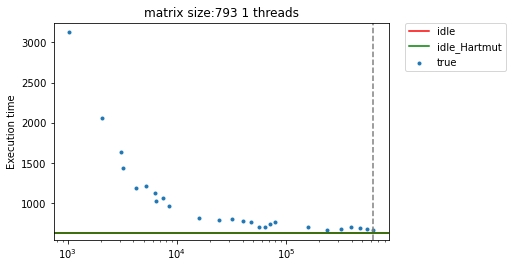 matrix size:793 1 threads
idle
idle_Hartmut
true
Execution time
3000
2500
2000
1500
1000
10³
10⁴
10⁵